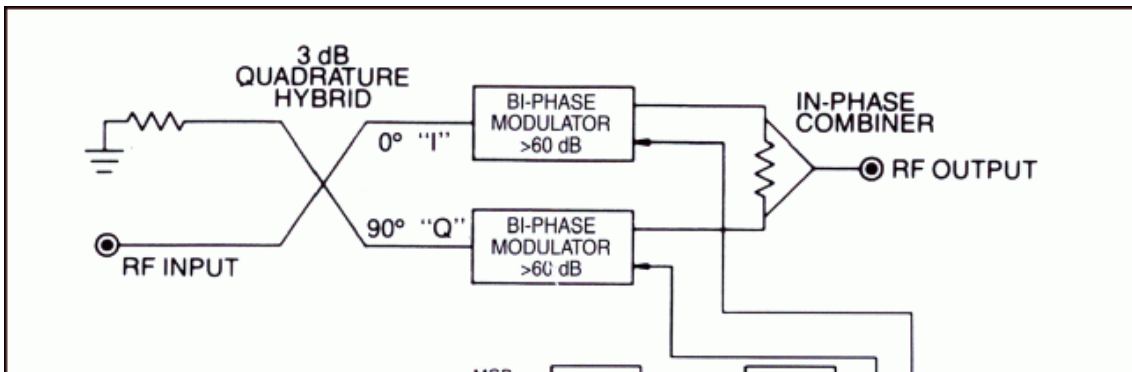 3 dB
QUADRATURE
HYBRID
0° "I"
BI-PHASE
MODULATOR
>60 dB
IN-PHASE
COMBINER
RF OUTPUT
90° "Q"
BI-PHASE
MODULATOR
>60 dB
RF INPUT